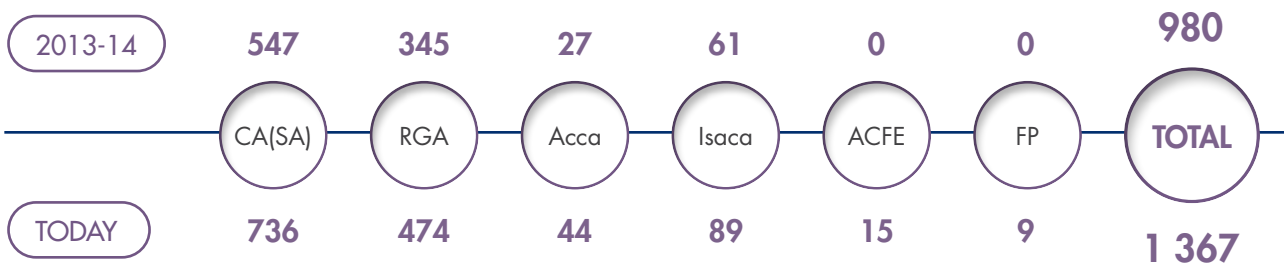 2013-14 547 345 27 61 0 0 980
CA(SA) RGA Acca Isaca ACFE FP TOTAL
TODAY 736 474 44 89 15 9 1 367